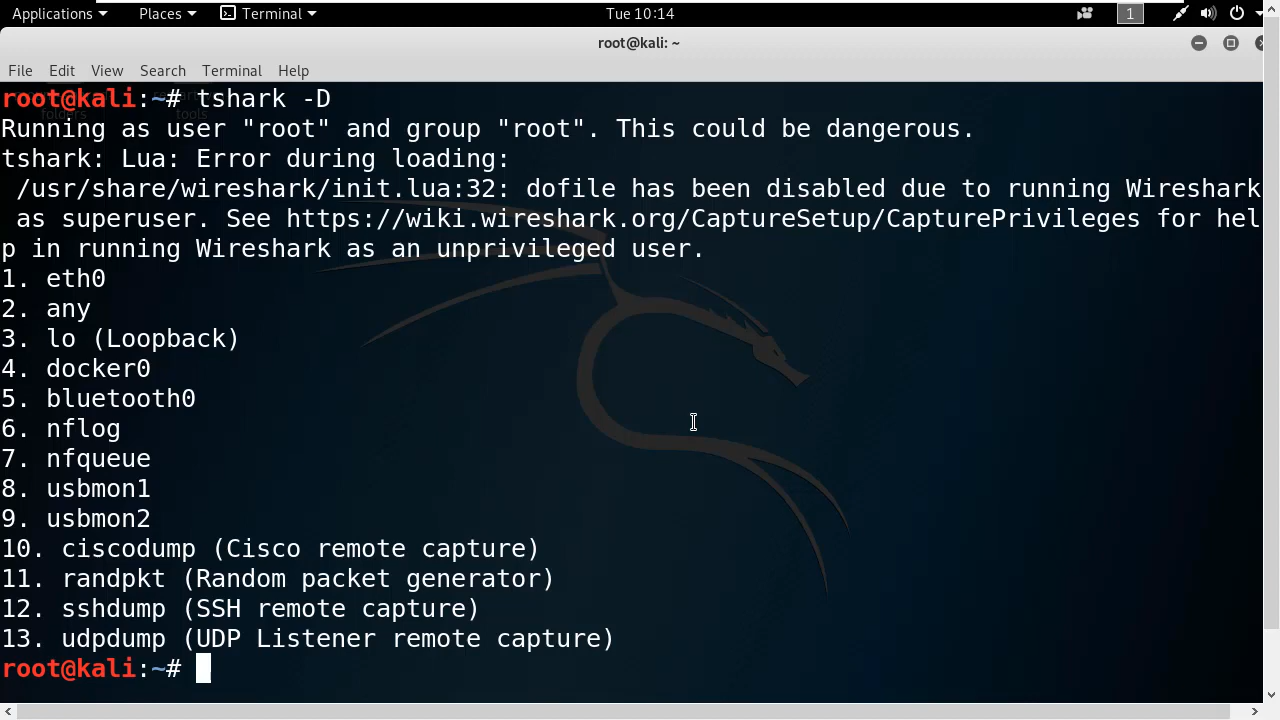 Applications Places Terminal Tue 10:14 1
root@kali: ~
File Edit View Search Terminal Help
root@kali:~# tshark -D
Running as user "root" and group "root". This could be dangerous.
tshark: Lua: Error during loading:
 /usr/share/wireshark/init.lua:32: dofile has been disabled due to running Wireshark
 as superuser. See https://wiki.wireshark.org/CaptureSetup/CapturePrivileges for hel
p in running Wireshark as an unprivileged user.
1. eth0
2. any
3. lo (Loopback)
4. docker0
5. bluetooth0
6. nflog
7. nfqueue
8. usbmon1
9. usbmon2
10. ciscodump (Cisco remote capture)
11. randpkt (Random packet generator)
12. sshdump (SSH remote capture)
13. udpdump (UDP Listener remote capture)
root@kali:~#